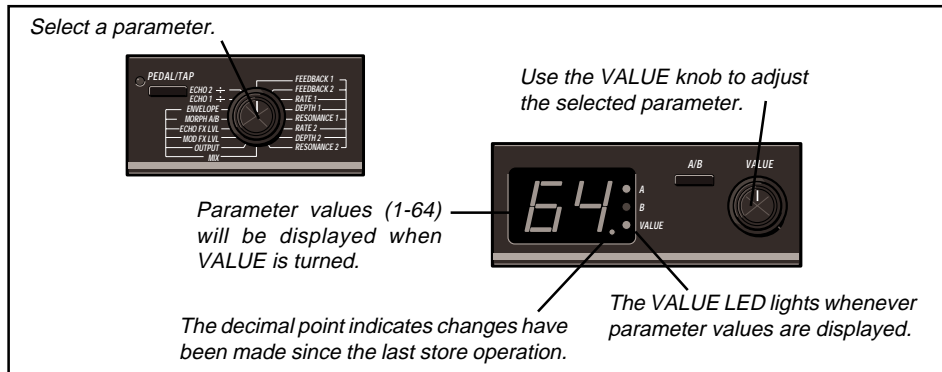 Select a parameter.
PEDAL/TAP
ECHO 2 ÷
ECHO 1 ÷
ENVELOPE
MORPH A/B
ECHO FX LVL
MOD FX LVL
OUTPUT
MIX
FEEDBACK 1
FEEDBACK 2
RATE 1
DEPTH 1
RESONANCE 1
RATE 2
DEPTH 2
RESONANCE 2
Use the VALUE knob to adjust
the selected parameter.
A/B
VALUE
64.
A
B
VALUE
Parameter values (1-64)
will be displayed when
VALUE is turned.
The decimal point indicates changes have
been made since the last store operation.
The VALUE LED lights whenever
parameter values are displayed.